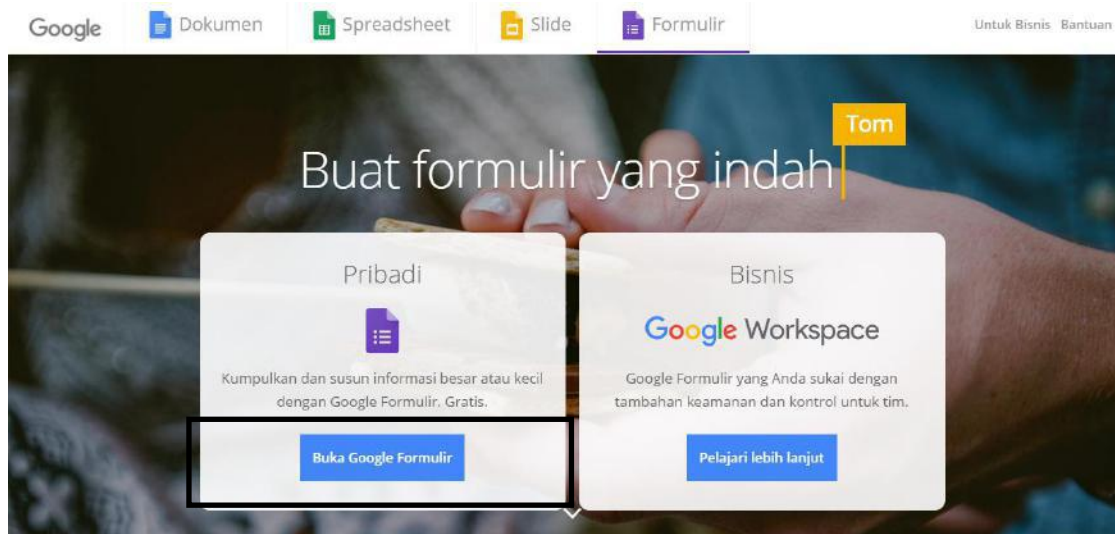 Google Dokumen Spreadsheet Slide Formulir Untuk Bisnis Bantuan
Tom
Buat formulir yang indah
Pribadi
Kumpulkan dan susun informasi besar atau kecil
dengan Google Formulir. Gratis.
Buka Google Formulir
Bisnis
Google Workspace
Google Formulir yang Anda sukai dengan
tambahan keamanan dan kontrol untuk tim.
Pelajari lebih lanjut